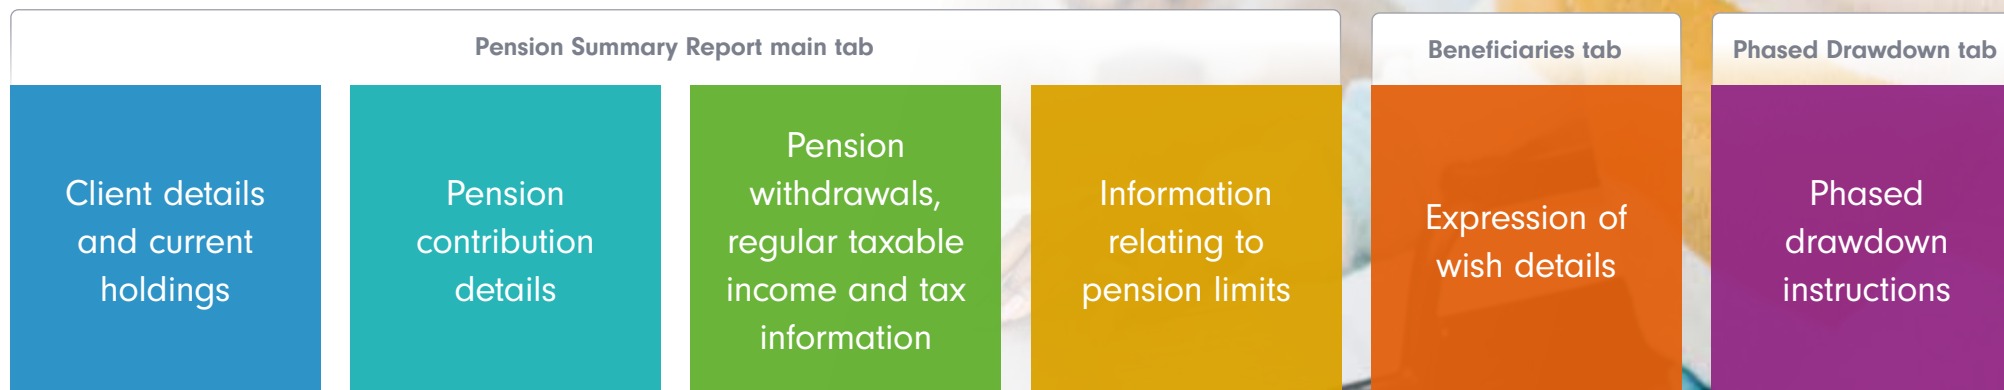 Pension Summary Report main tab
Beneficiaries tab
Phased Drawdown tab
Client details
and current
holdings
Pension
contribution
details
Pension
withdrawals,
regular taxable
income and tax
information
Information
relating to
pension limits
Expression of
wish details
Phased
drawdown
instructions